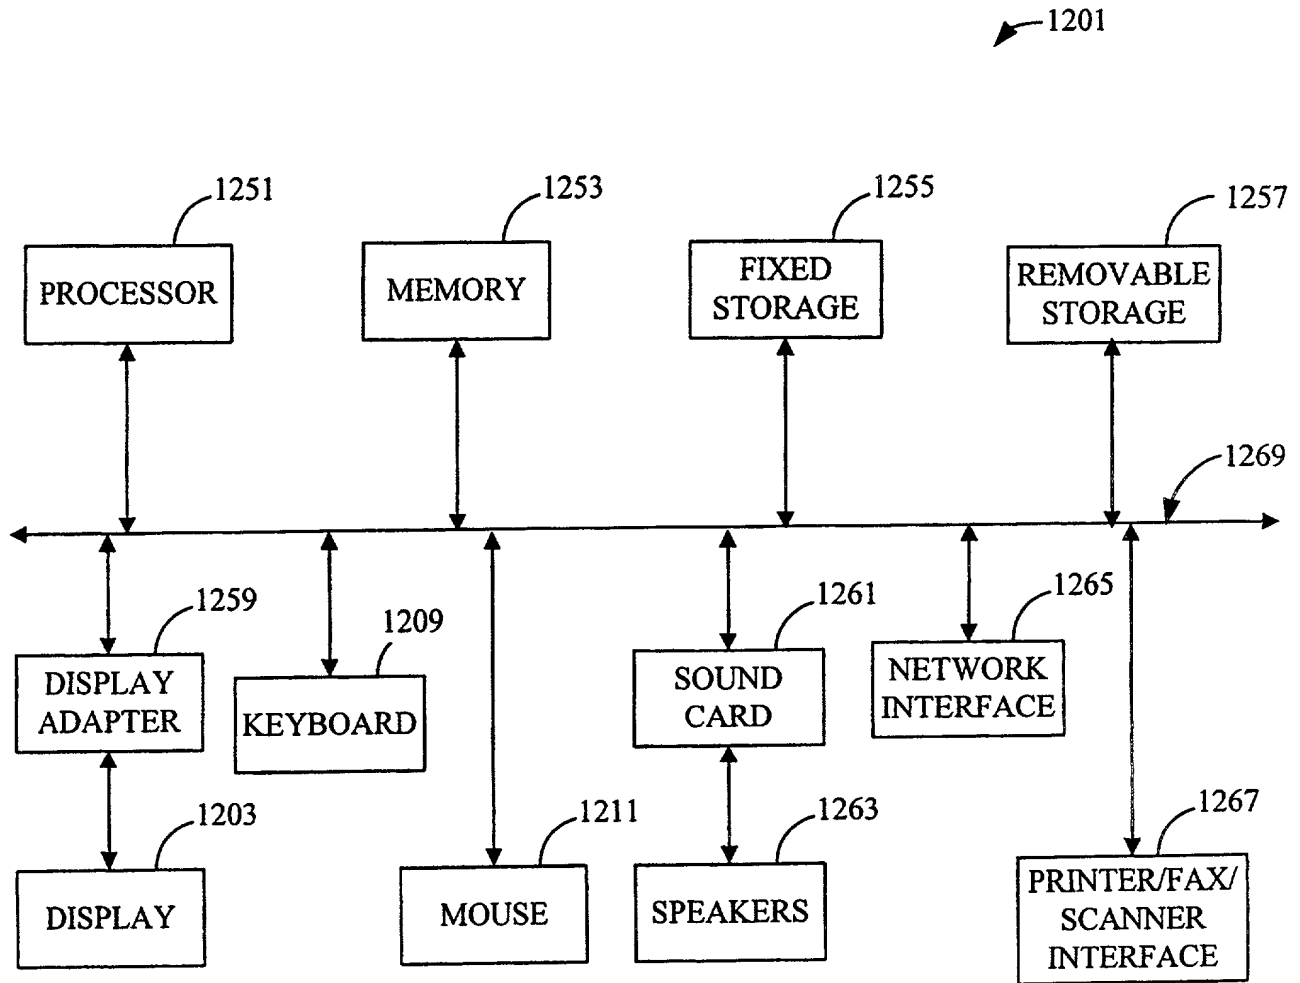 1201
1251
1253
1255
1257
PROCESSOR
MEMORY
FIXED
STORAGE
REMOVABLE
STORAGE
1269
1259
1209
1261
1265
DISPLAY
ADAPTER
KEYBOARD
SOUND
CARD
NETWORK
INTERFACE
1203
1211
1263
1267
DISPLAY
MOUSE
SPEAKERS
PRINTER/FAX/
SCANNER
INTERFACE